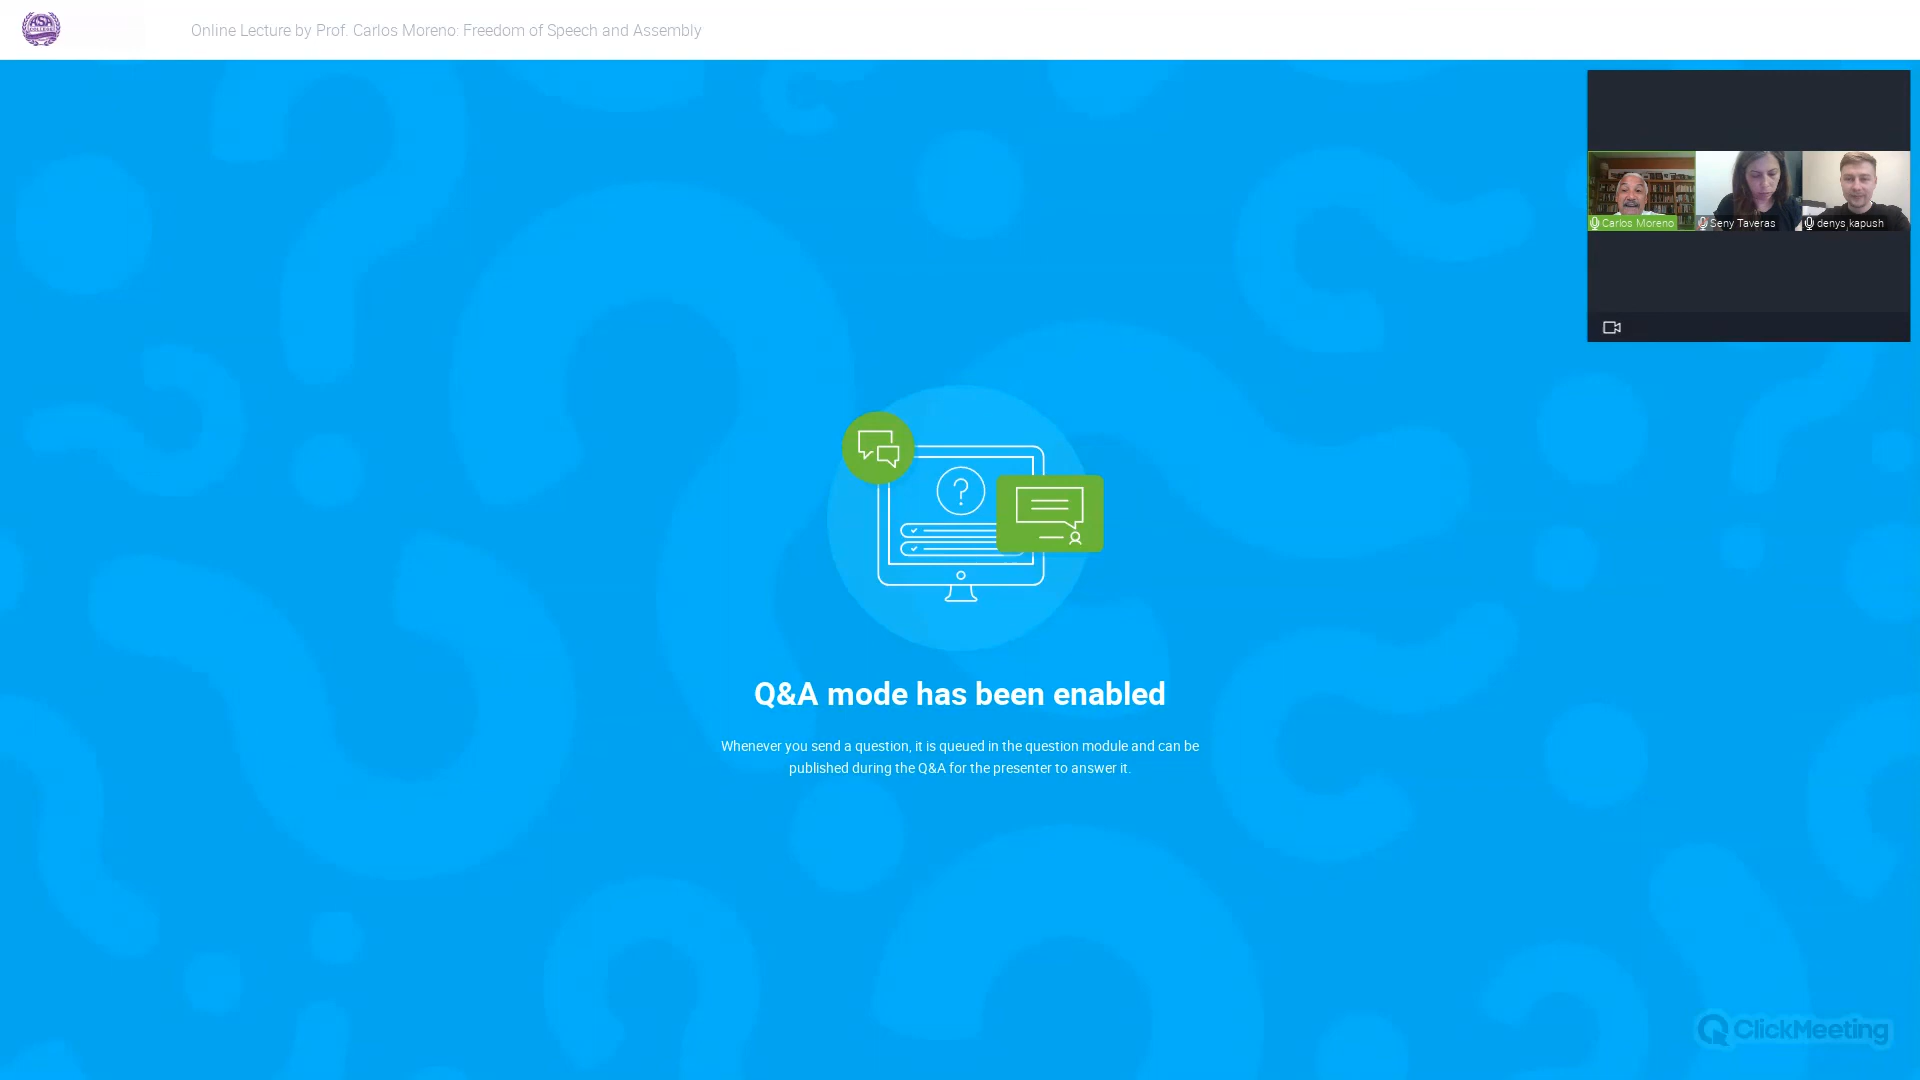 ASA
COLLEGE
Online Lecture by Prof. Carlos Moreno: Freedom of Speech and Assembly
Carlos Moreno
Seny Taveras
denys kapush
Q&A mode has been enabled
Whenever you send a question, it is queued in the question module and can be
published during the Q&A for the presenter to answer it.
ClickMeeting